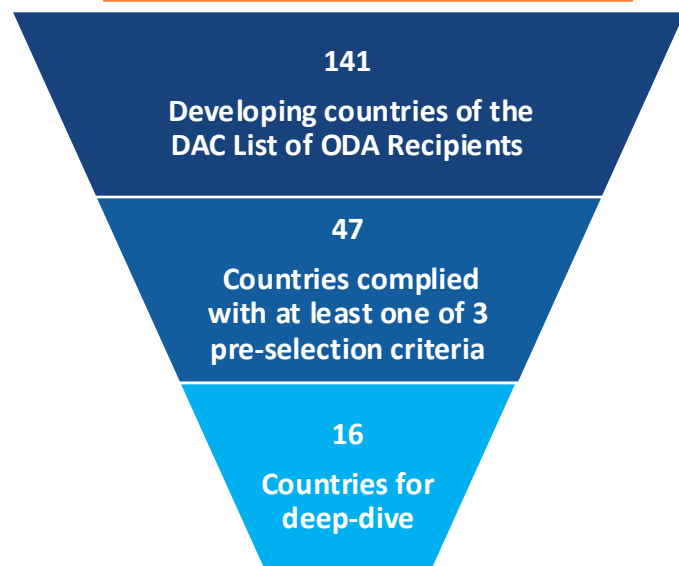 141
Developing countries of the
DAC List of ODA Recipients
47
Countries complied
with at least one of 3
pre-selection criteria
16
Countries for
deep-dive